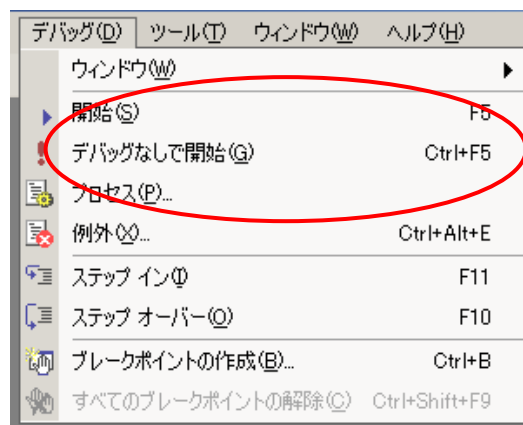 デバッグ(D) ツール(T) ウィンドウ(W) ヘルプ(H)
ウィンドウ(W)
開始(S) F5
デバッグなしで開始(G) Ctrl+F5
プロセス(P)...
例外(X)... Ctrl+Alt+E
ステップ イン(I) F11
ステップ オーバー(O) F10
ブレークポイントの作成(B)... Ctrl+B
すべてのブレークポイントの解除(C) Ctrl+Shift+F9